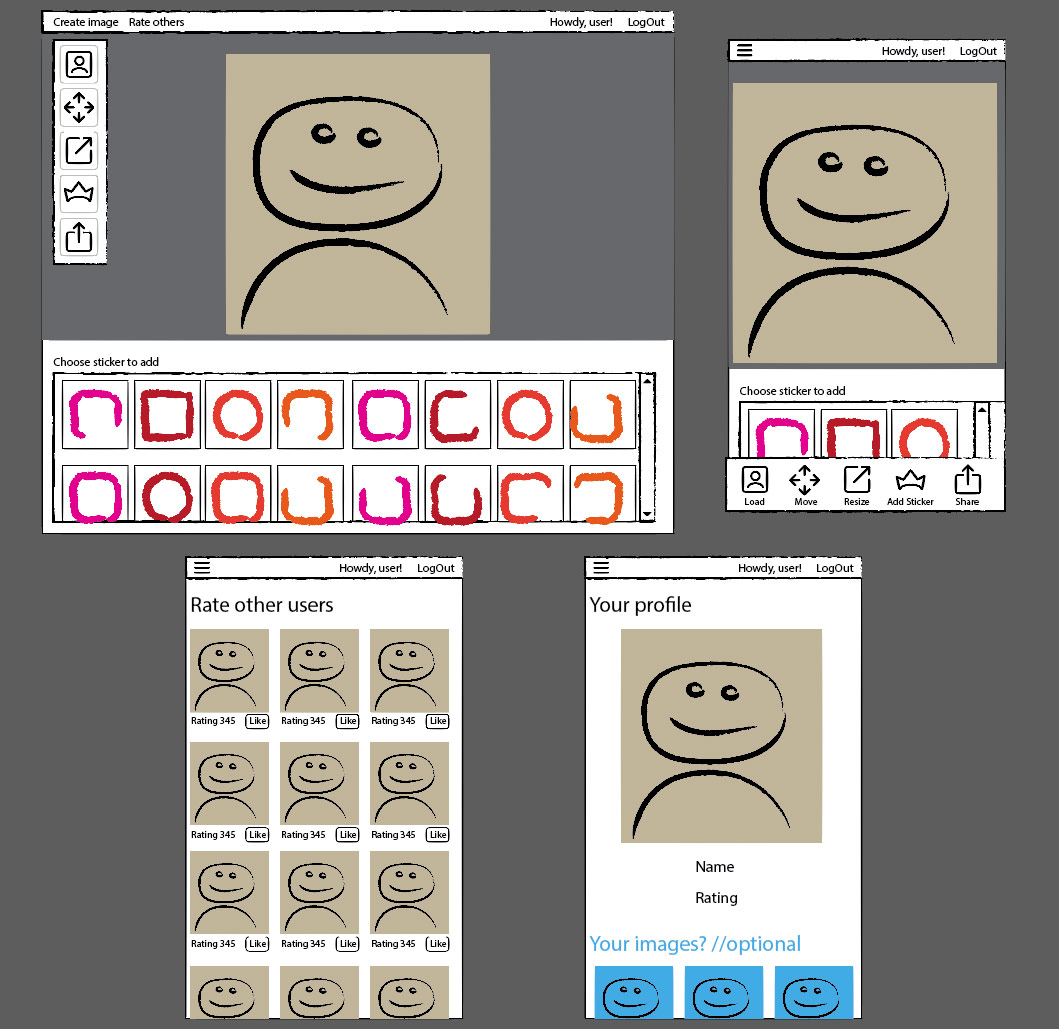 Create image Rate others Howdy, user! LogOut
Choose sticker to add
Howdy, user! LogOut
Choose sticker to add
Load Move Resize Add Sticker Share
Howdy, user! LogOut
Rate other users
Rating 345 Like Rating 345 Like Rating 345 Like
Rating 345 Like Rating 345 Like Rating 345 Like
Rating 345 Like Rating 345 Like Rating 345 Like
Howdy, user! LogOut
Your profile
Name
Rating
Your images? //optional